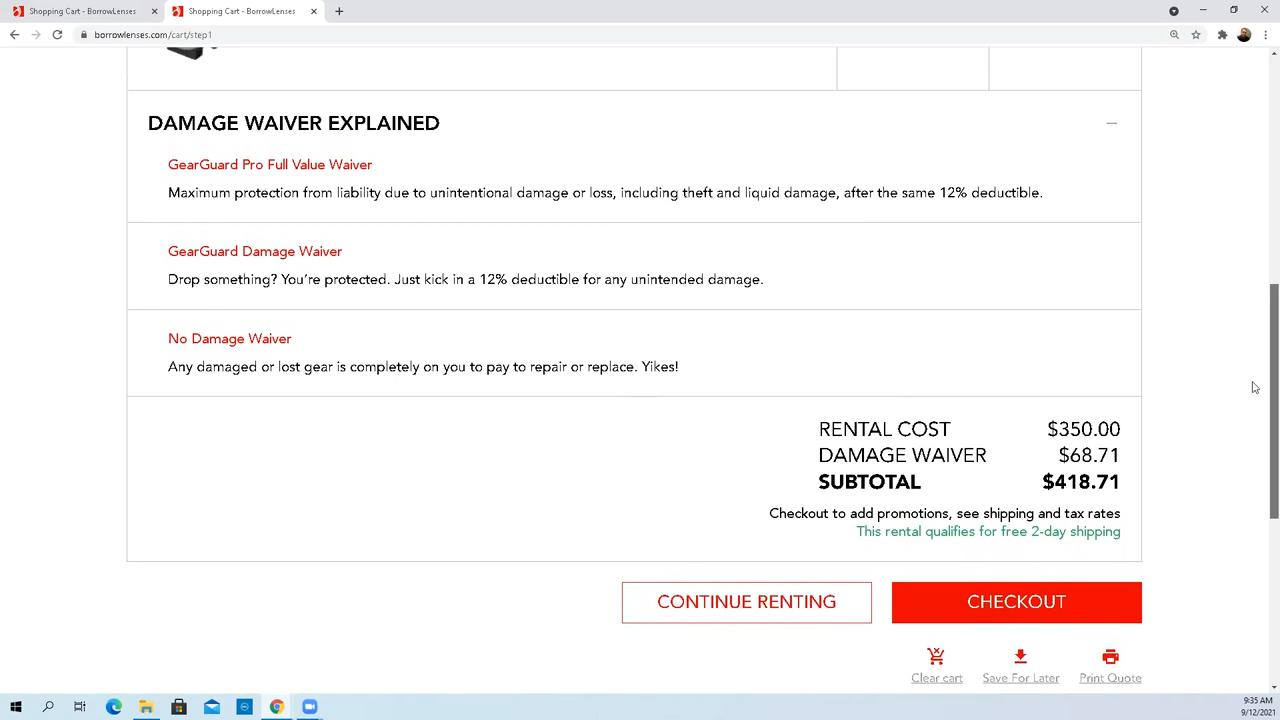 Shopping Cart - BorrowLenses
Shopping Cart - BorrowLenses
borrowlenses.com/cart/step1
DAMAGE WAIVER EXPLAINED
GearGuard Pro Full Value Waiver
Maximum protection from liability due to unintentional damage or loss, including theft and liquid damage, after the same 12% deductible.
GearGuard Damage Waiver
Drop something? You're protected. Just kick in a 12% deductible for any unintended damage.
No Damage Waiver
Any damaged or lost gear is completely on you to pay to repair or replace. Yikes!
RENTAL COST $350.00
DAMAGE WAIVER $68.71
SUBTOTAL $418.71
Checkout to add promotions, see shipping and tax rates
This rental qualifies for free 2-day shipping
CONTINUE RENTING
CHECKOUT
Clear cart
Save For Later
Print Quote
9:35 AM
9/12/2021